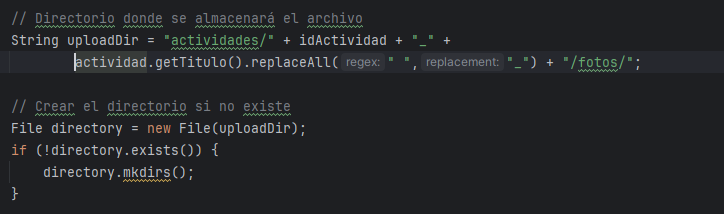 // Directorio donde se almacenará el archivo
String uploadDir = "actividades/" + idActividad + "_" +
actividad.getTitulo().replaceAll( regex: " ", replacement: "_") + "/fotos/";
// Crear el directorio si no existe
File directory = new File(uploadDir);
if (!directory.exists()) {
directory.mkdirs();
}